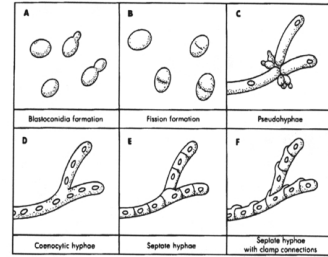 A
B
C
Blastoconidia formation
Fission formation
Pseudohyphae
D
E
F
Coenocytic hyphae
Septate hyphae
Septate hyphae
with clamp connections